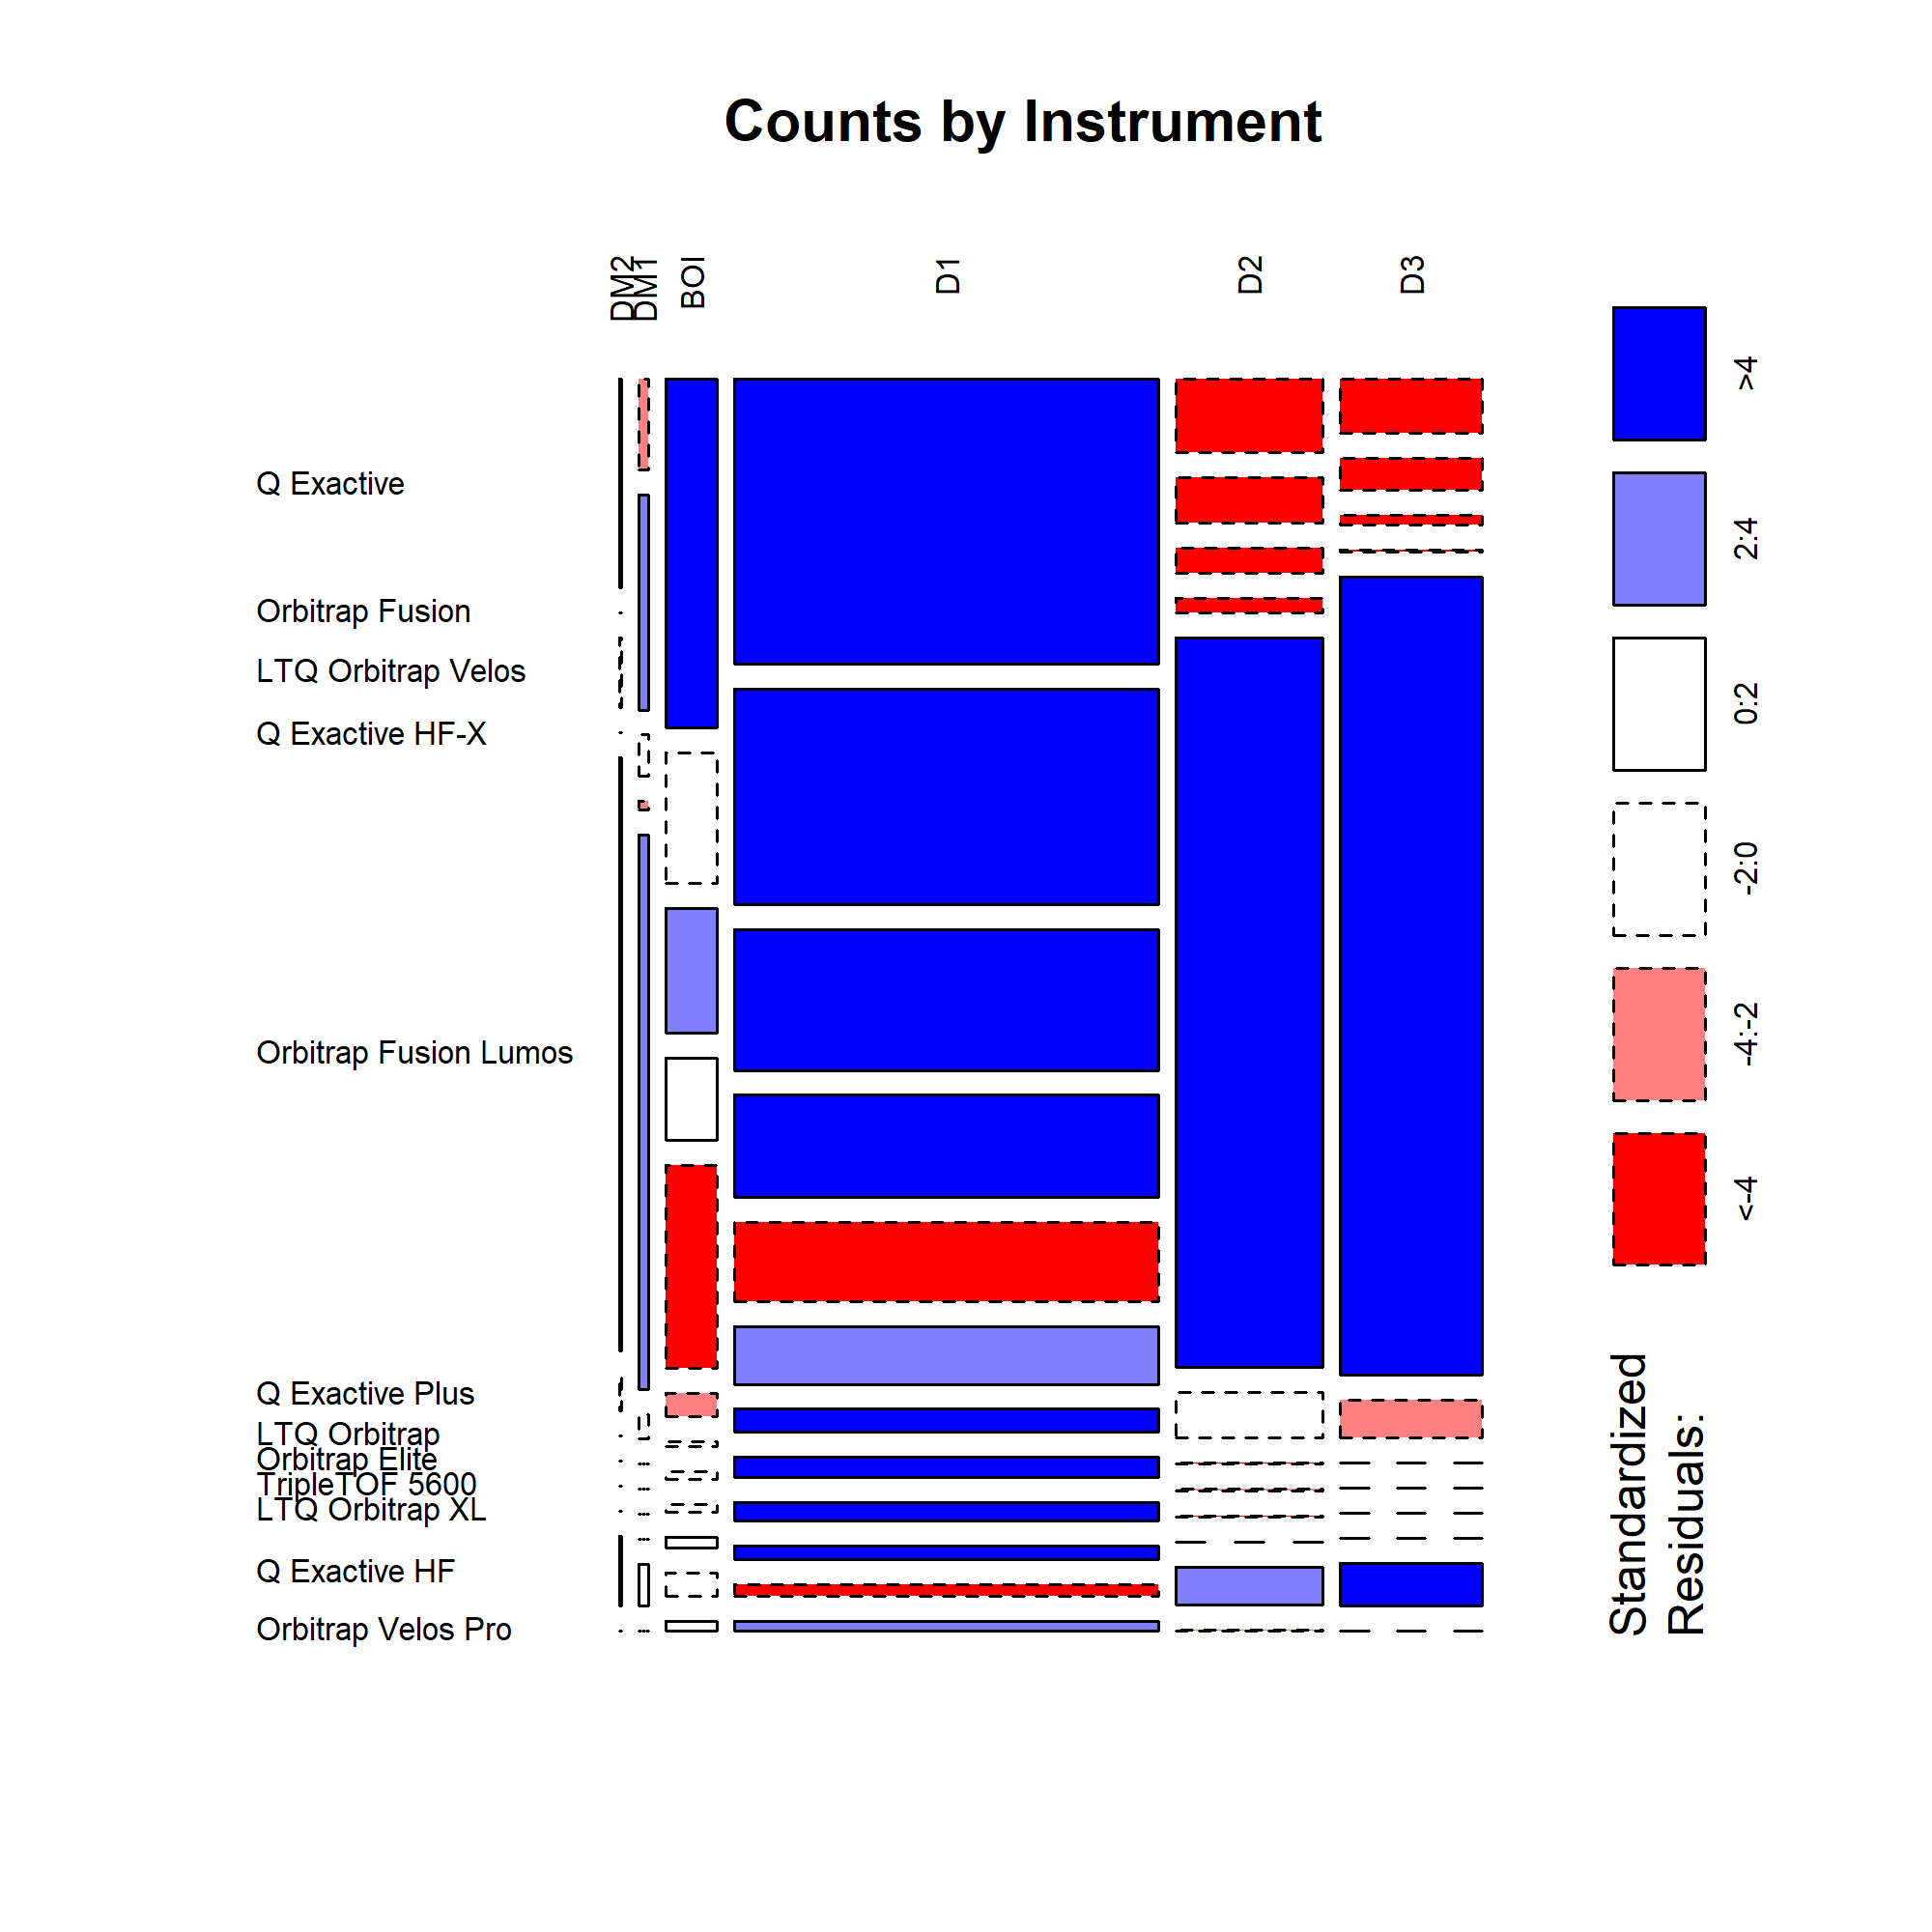 Counts by Instrument
DM2
DM1
BOI
D1
D2
D3
Q Exactive
Orbitrap Fusion
LTQ Orbitrap Velos
Q Exactive HF-X
Orbitrap Fusion Lumos
Q Exactive Plus
LTQ Orbitrap
Orbitrap Elite
TripleTOF 5600
LTQ Orbitrap XL
Q Exactive HF
Orbitrap Velos Pro
>4
2:4
0:2
-2:0
-4:-2
<-4
Standardized
Residuals: